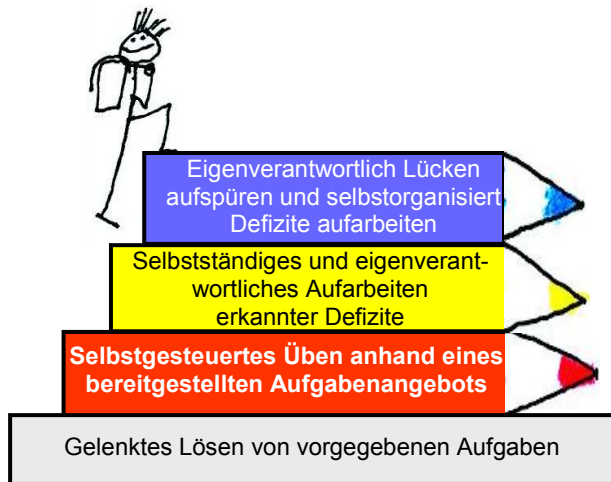 Eigenverantwortlich Lücken
aufspüren und selbstorganisiert
Defizite aufarbeiten
Selbstständiges und eigenverant-
wortliches Aufarbeiten
erkannter Defizite
Selbstgesteuertes Üben anhand eines
bereitgestellten Aufgabenangebots
Gelenktes Lösen von vorgegebenen Aufgaben